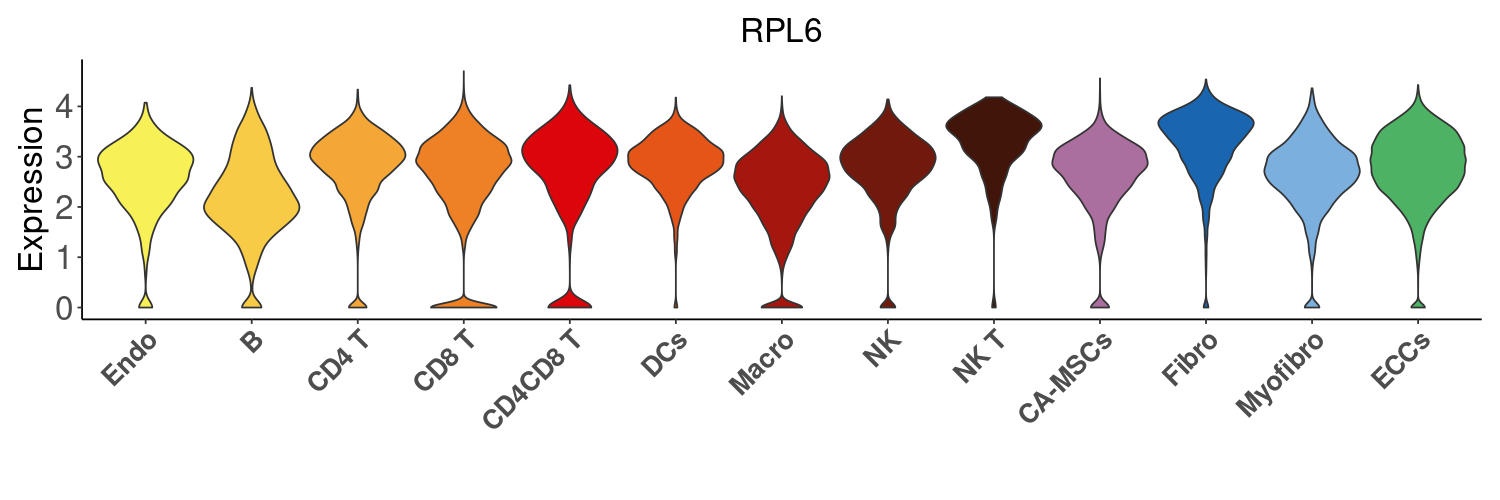 RPL6
Expression
4
3
2
1
0
Endo
B
CD4 T
CD8 T
CD4CD8 T
DCs
Macro
NK
NK T
CA-MSCs
Fibro
Myofibro
ECCs